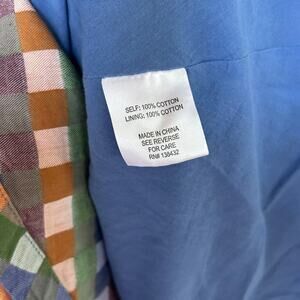 SELF: 100% COTTON
LINING: 100% COTTON
MADE IN CHINA
SEE REVERSE
FOR CARE
RN# 138432